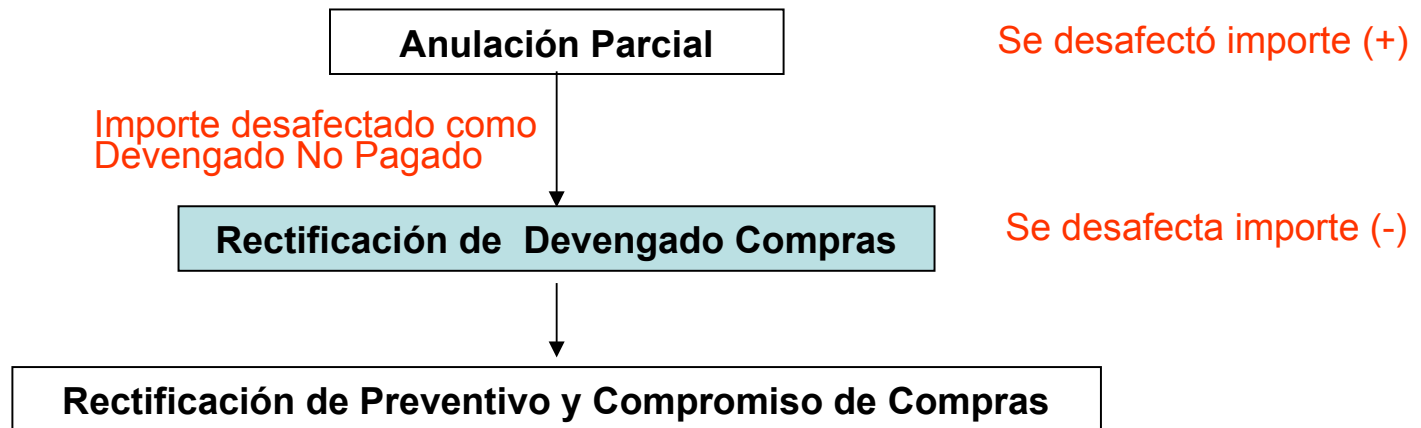 Anulación Parcial
Se desafectó importe (+)
Importe desafectado como
Devengado No Pagado
Rectificación de Devengado Compras
Se desafecta importe (-)
Rectificación de Preventivo y Compromiso de Compras